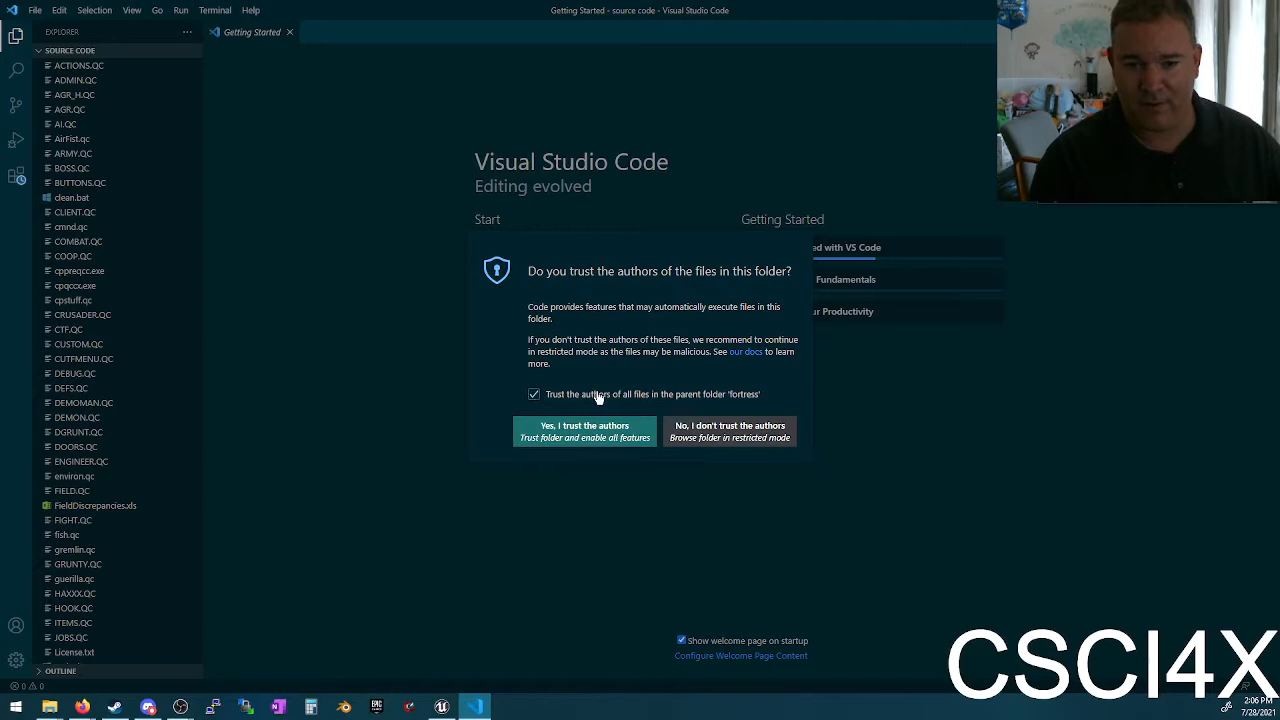 File Edit Selection View Go Run Terminal Help
Getting Started - source code - Visual Studio Code
EXPLORER
Getting Started
SOURCE CODE
ACTIONS.QC
ADMIN.QC
AGR_H.QC
AGR.QC
AI.QC
AirFist.qc
ARMY.QC
BOSS.QC
BUTTONS.QC
clean.bat
CLIENT.QC
cmnd.qc
COMBAT.QC
COOP.QC
cppreqcc.exe
cpqccx.exe
cpstuff.qc
CRUSADER.QC
CTF.QC
CUSTOM.QC
CUTFMENU.QC
DEBUG.QC
DEFS.QC
DEMOMAN.QC
DEMON.QC
DGRUNT.QC
DOORS.QC
ENGINEER.QC
environ.qc
FIELD.QC
FieldDiscrepancies.xls
FIGHT.QC
fish.qc
gremlin.qc
GRUNTY.QC
guerilla.qc
HAXXX.QC
HOOK.QC
ITEMS.QC
JOBS.QC
License.txt
OUTLINE
Visual Studio Code
Editing evolved
Start
Getting Started
ed with VS Code
Fundamentals
ur Productivity
Do you trust the authors of the files in this folder?
Code provides features that may automatically execute files in this
folder.
If you don't trust the authors of these files, we recommend to continue
in restricted mode as the files may be malicious. See our docs to learn
more.
Trust the authors of all files in the parent folder 'fortress'
Yes, I trust the authors
Trust folder and enable all features
No, I don't trust the authors
Browse folder in restricted mode
Show welcome page on startup
Configure Welcome Page Content
CSCI4X
0 0
2:06 PM
7/28/2021